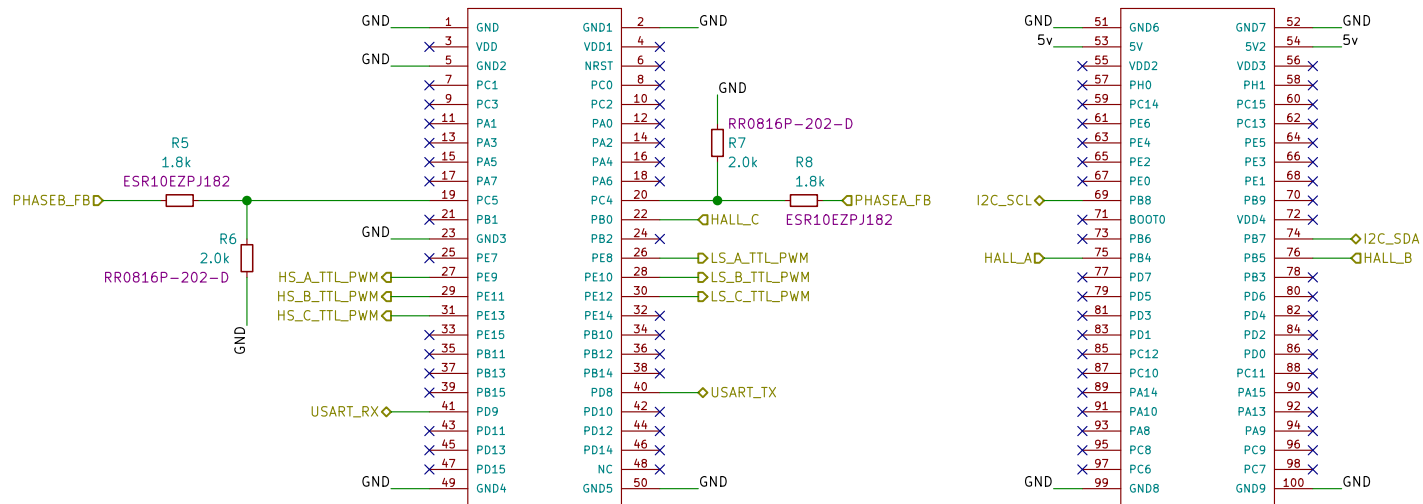 GND 1 GND GND1 2 GND GND 51 GND6 GND7 52 GND
3 VDD VDD1 4 5v 53 5V 5V2 54 5v
GND 5 GND2 NRST 6 55 VDD2 VDD3 56
7 PC1 PC0 8 57 PH0 PH1 58
GND
9 PC3 PC2 10 59 PC14 PC15 60
11 PA1 PA0 12 RR0816P-202-D 61 PE6 PC13 62
R5 13 PA3 PA2 14 R7 63 PE4 PE5 64
1.8k 15 PA5 PA4 16 2.0k R8 65 PE2 PE3 66
ESR10EZPJ182 17 PA7 PA6 18 1.8k 67 PE0 PE1 68
PHASEB_FB 19 PC5 PC4 20 PHASEA_FB I2C_SCL 69 PB8 PB9 70
21 PB1 PB0 22 HALL_C ESR10EZPJ182 71 BOOT0 VDD4 72
R6 GND 23 GND3 PB2 24 73 PB6 PB7 74 I2C_SDA
2.0k 25 PE7 PE8 26 LS_A_TTL_PWM HALL_A 75 PB4 PB5 76 HALL_B
RR0816P-202-D HS_A_TTL_PWM 27 PE9 PE10 28 LS_B_TTL_PWM 77 PD7 PB3 78
HS_B_TTL_PWM 29 PE11 PE12 30 LS_C_TTL_PWM 79 PD5 PD6 80
HS_C_TTL_PWM 31 PE13 PE14 32 81 PD3 PD4 82
GND 33 PE15 PB10 34 83 PD1 PD2 84
35 PB11 PB12 36 85 PC12 PD0 86
37 PB13 PB14 38 87 PC10 PC11 88
39 PB15 PD8 40 USART_TX 89 PA14 PA15 90
USART_RX 41 PD9 PD10 42 91 PA10 PA13 92
43 PD11 PD12 44 93 PA8 PA9 94
45 PD13 PD14 46 95 PC8 PC9 96
47 PD15 NC 48 97 PC6 PC7 98
GND 49 GND4 GND5 50 GND GND 99 GND8 GND9 100 GND